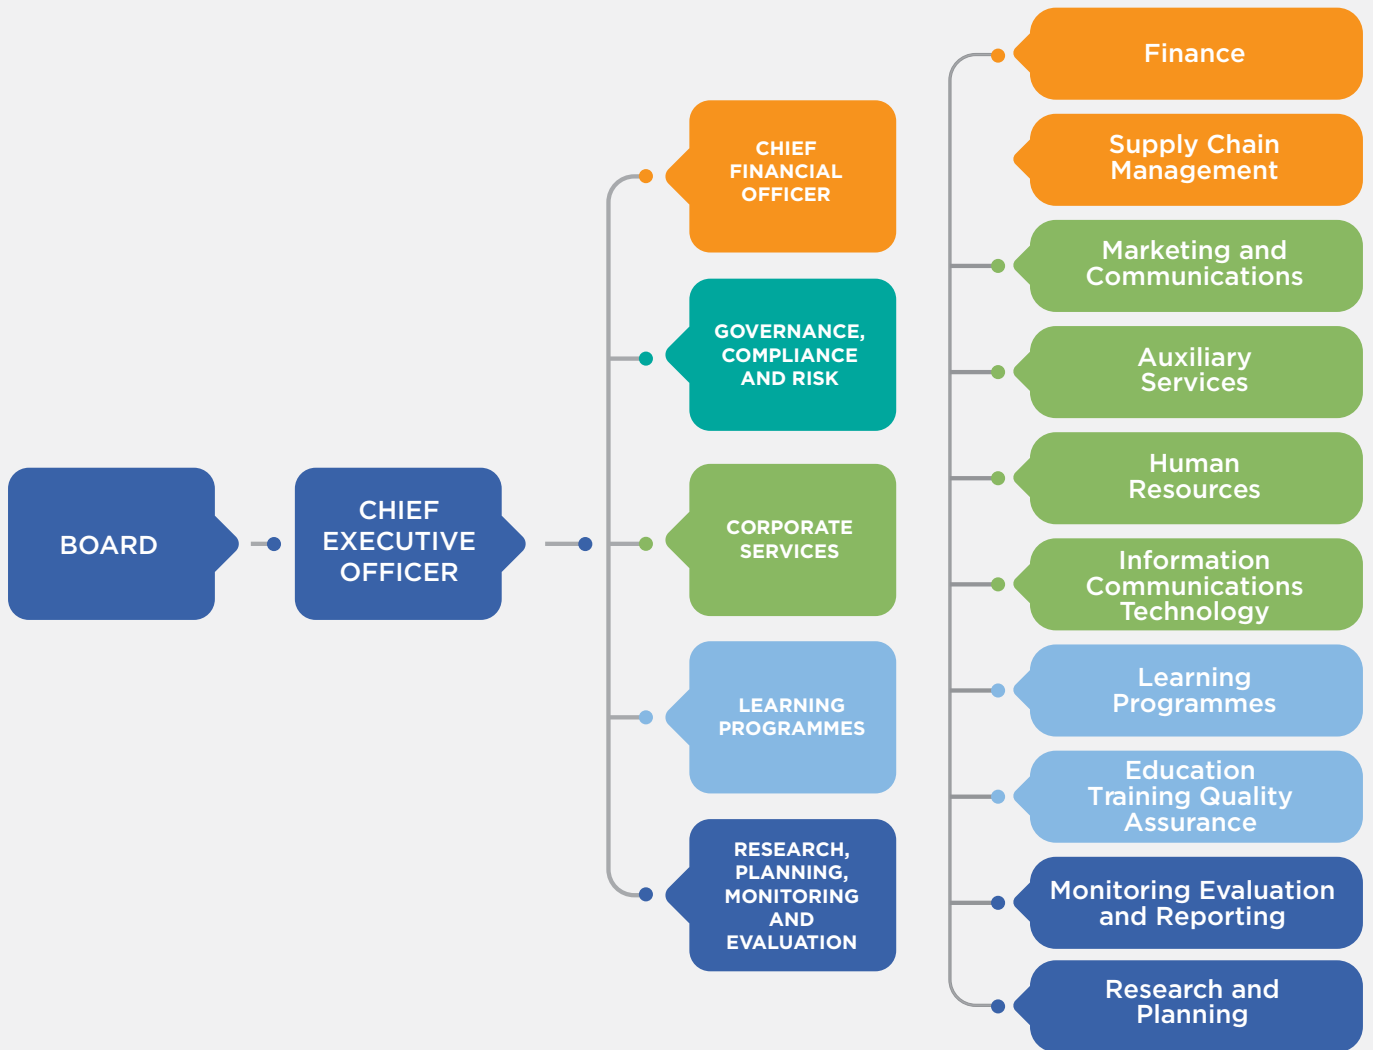 BOARD
CHIEF
EXECUTIVE
OFFICER
CHIEF
FINANCIAL
OFFICER
GOVERNANCE,
COMPLIANCE
AND RISK
CORPORATE
SERVICES
LEARNING
PROGRAMMES
RESEARCH,
PLANNING,
MONITORING
AND
EVALUATION
Finance
Supply Chain
Management
Marketing and
Communications
Auxiliary
Services
Human
Resources
Information
Communications
Technology
Learning
Programmes
Education
Training Quality
Assurance
Monitoring Evaluation
and Reporting
Research and
Planning